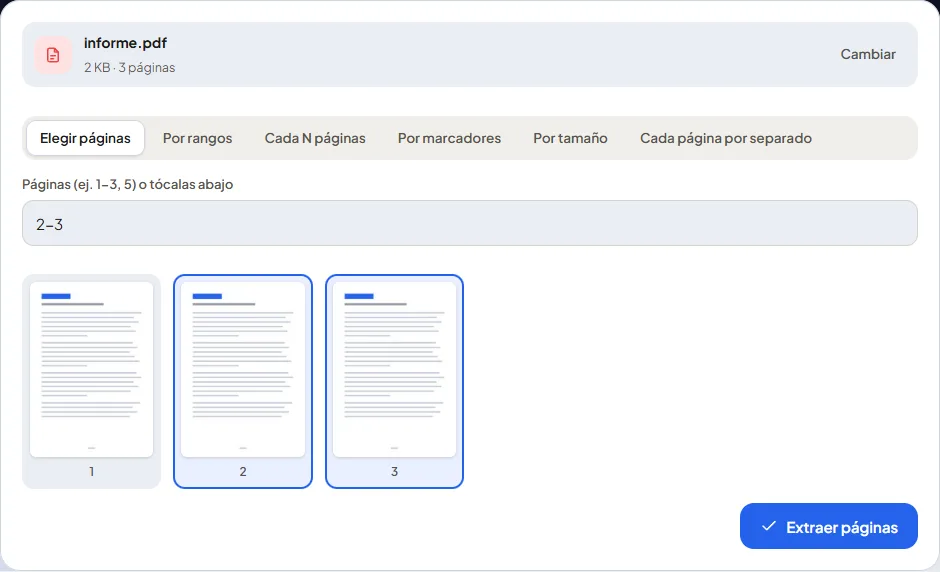 informe.pdf
2 KB · 3 páginas
Cambiar
Elegir páginas
Por rangos
Cada N páginas
Por marcadores
Por tamaño
Cada página por separado
Páginas (ej. 1–3, 5) o tócalas abajo
2–3
1
2
3
Extraer páginas